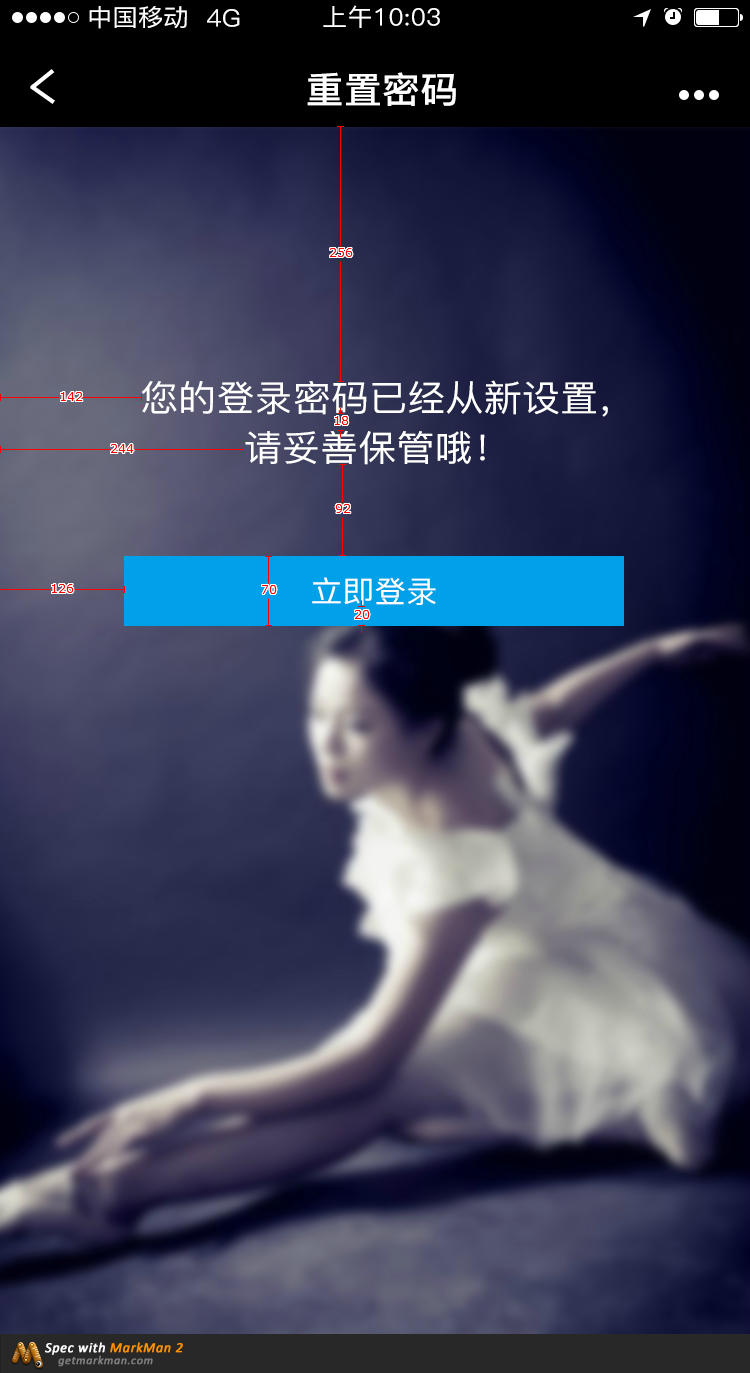 中国移动 4G 上午10:03
重置密码
256
142 您的登录密码已经从新设置,
18
244 请妥善保管哦!
92
126 70 立即登录
20
Spec with MarkMan 2
getmarkman.com